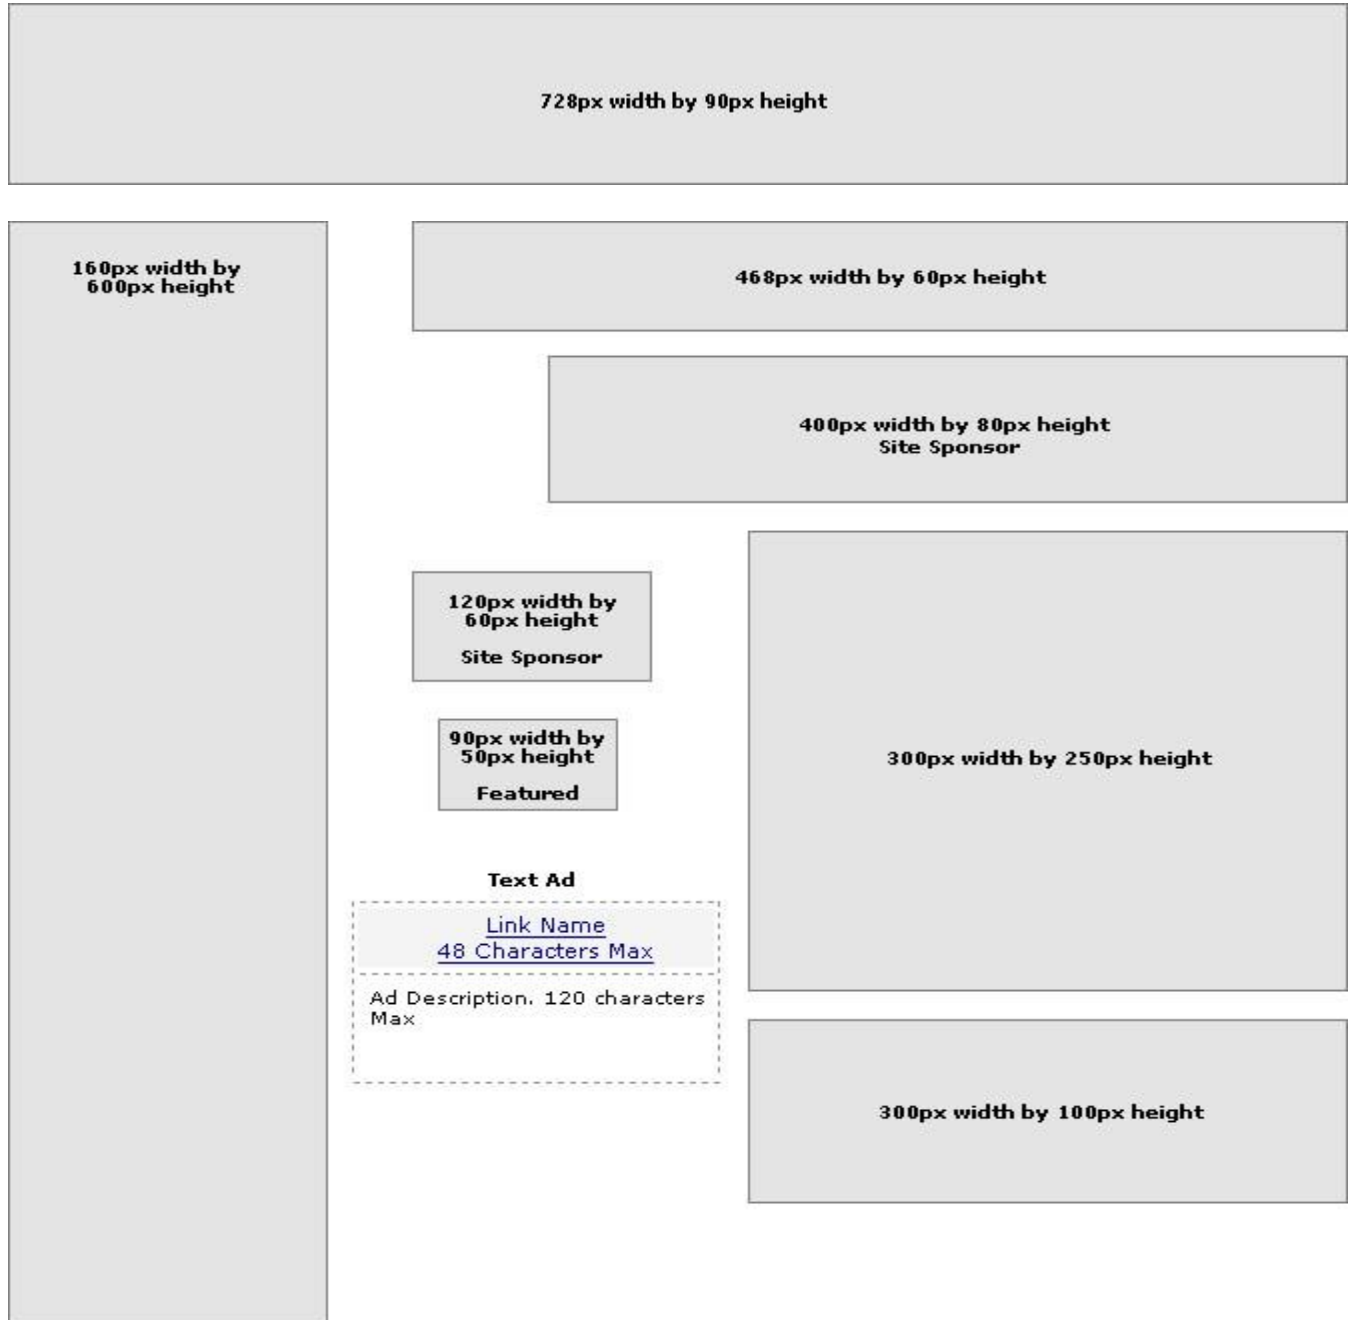 728px width by 90px height
160px width by
600px height
468px width by 60px height
400px width by 80px height
Site Sponsor
120px width by
60px height
Site Sponsor
90px width by
50px height
Featured
300px width by 250px height
Text Ad
Link Name
48 Characters Max
Ad Description. 120 characters
Max
300px width by 100px height